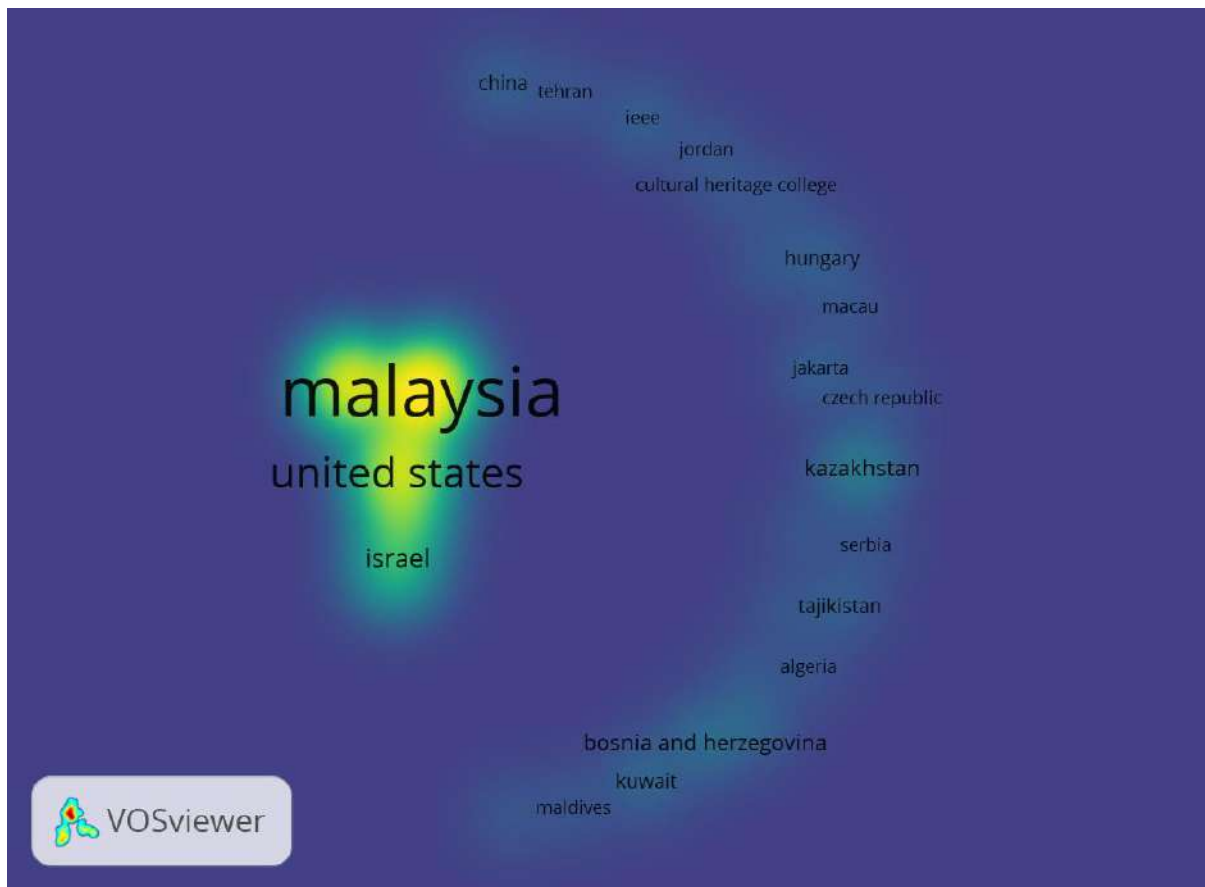 china
tehran
ieee
jordan
cultural heritage college
hungary
macau
malaysia
jakarta
czech republic
united states
kazakhstan
israel
serbia
tajikistan
algeria
bosnia and herzegovina
kuwait
maldives
VOSviewer